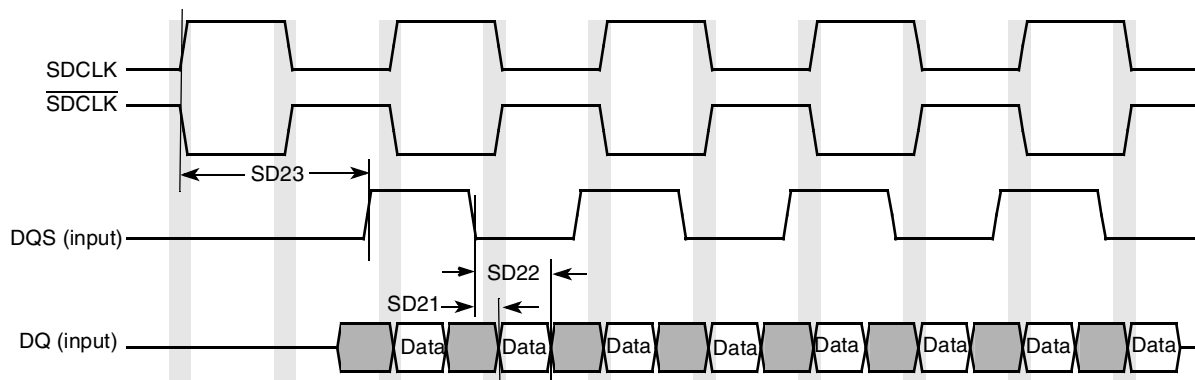 SDCLK
SDCLK
SD23
DQS (input)
SD22
SD21
DQ (input)
Data Data Data Data Data Data Data Data